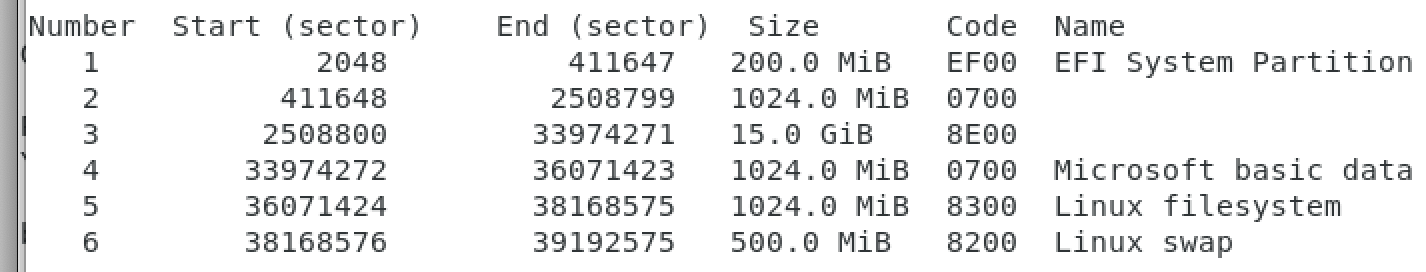 Number Start (sector) End (sector) Size Code Name
1 2048 411647 200.0 MiB EF00 EFI System Partition
2 411648 2508799 1024.0 MiB 0700
3 2508800 33974271 15.0 GiB 8E00
4 33974272 36071423 1024.0 MiB 0700 Microsoft basic data
5 36071424 38168575 1024.0 MiB 8300 Linux filesystem
6 38168576 39192575 500.0 MiB 8200 Linux swap